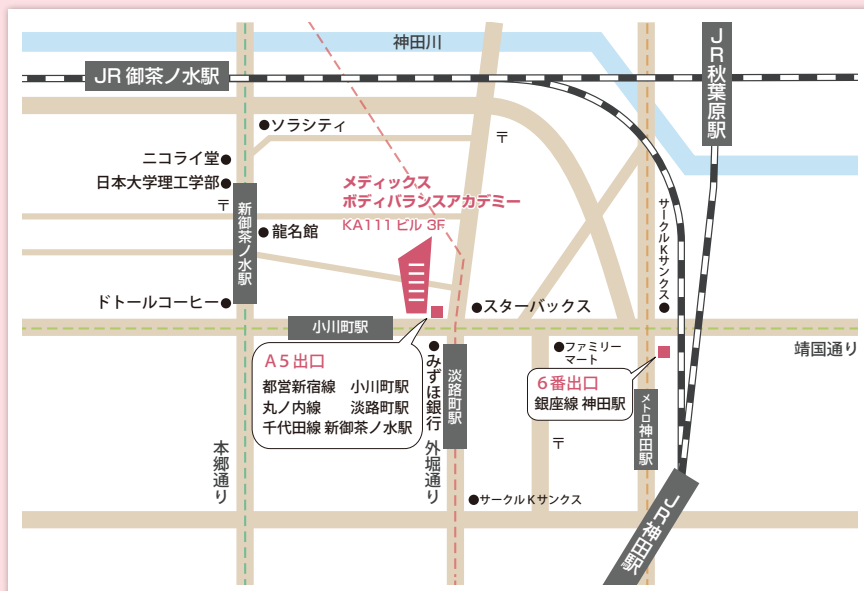 神田川
JR 御茶ノ水駅
JR秋葉原駅
ソラシティ
〒
ニコライ堂
日本大学理工学部
〒
メディックス
ボディバランスアカデミー
KA111 ビル 3F
新御茶ノ水駅
龍名館
サークルKサンクス
ドトールコーヒー
スターバックス
小川町駅
靖国通り
A5 出口
都営新宿線 小川町駅
丸ノ内線 淡路町駅
千代田線 新御茶ノ水駅
みずほ銀行
淡路町駅
ファミリー
マート
6番出口
銀座線 神田駅
メトロ神田駅
〒
本郷通り
外堀通り
サークルKサンクス
JR神田駅